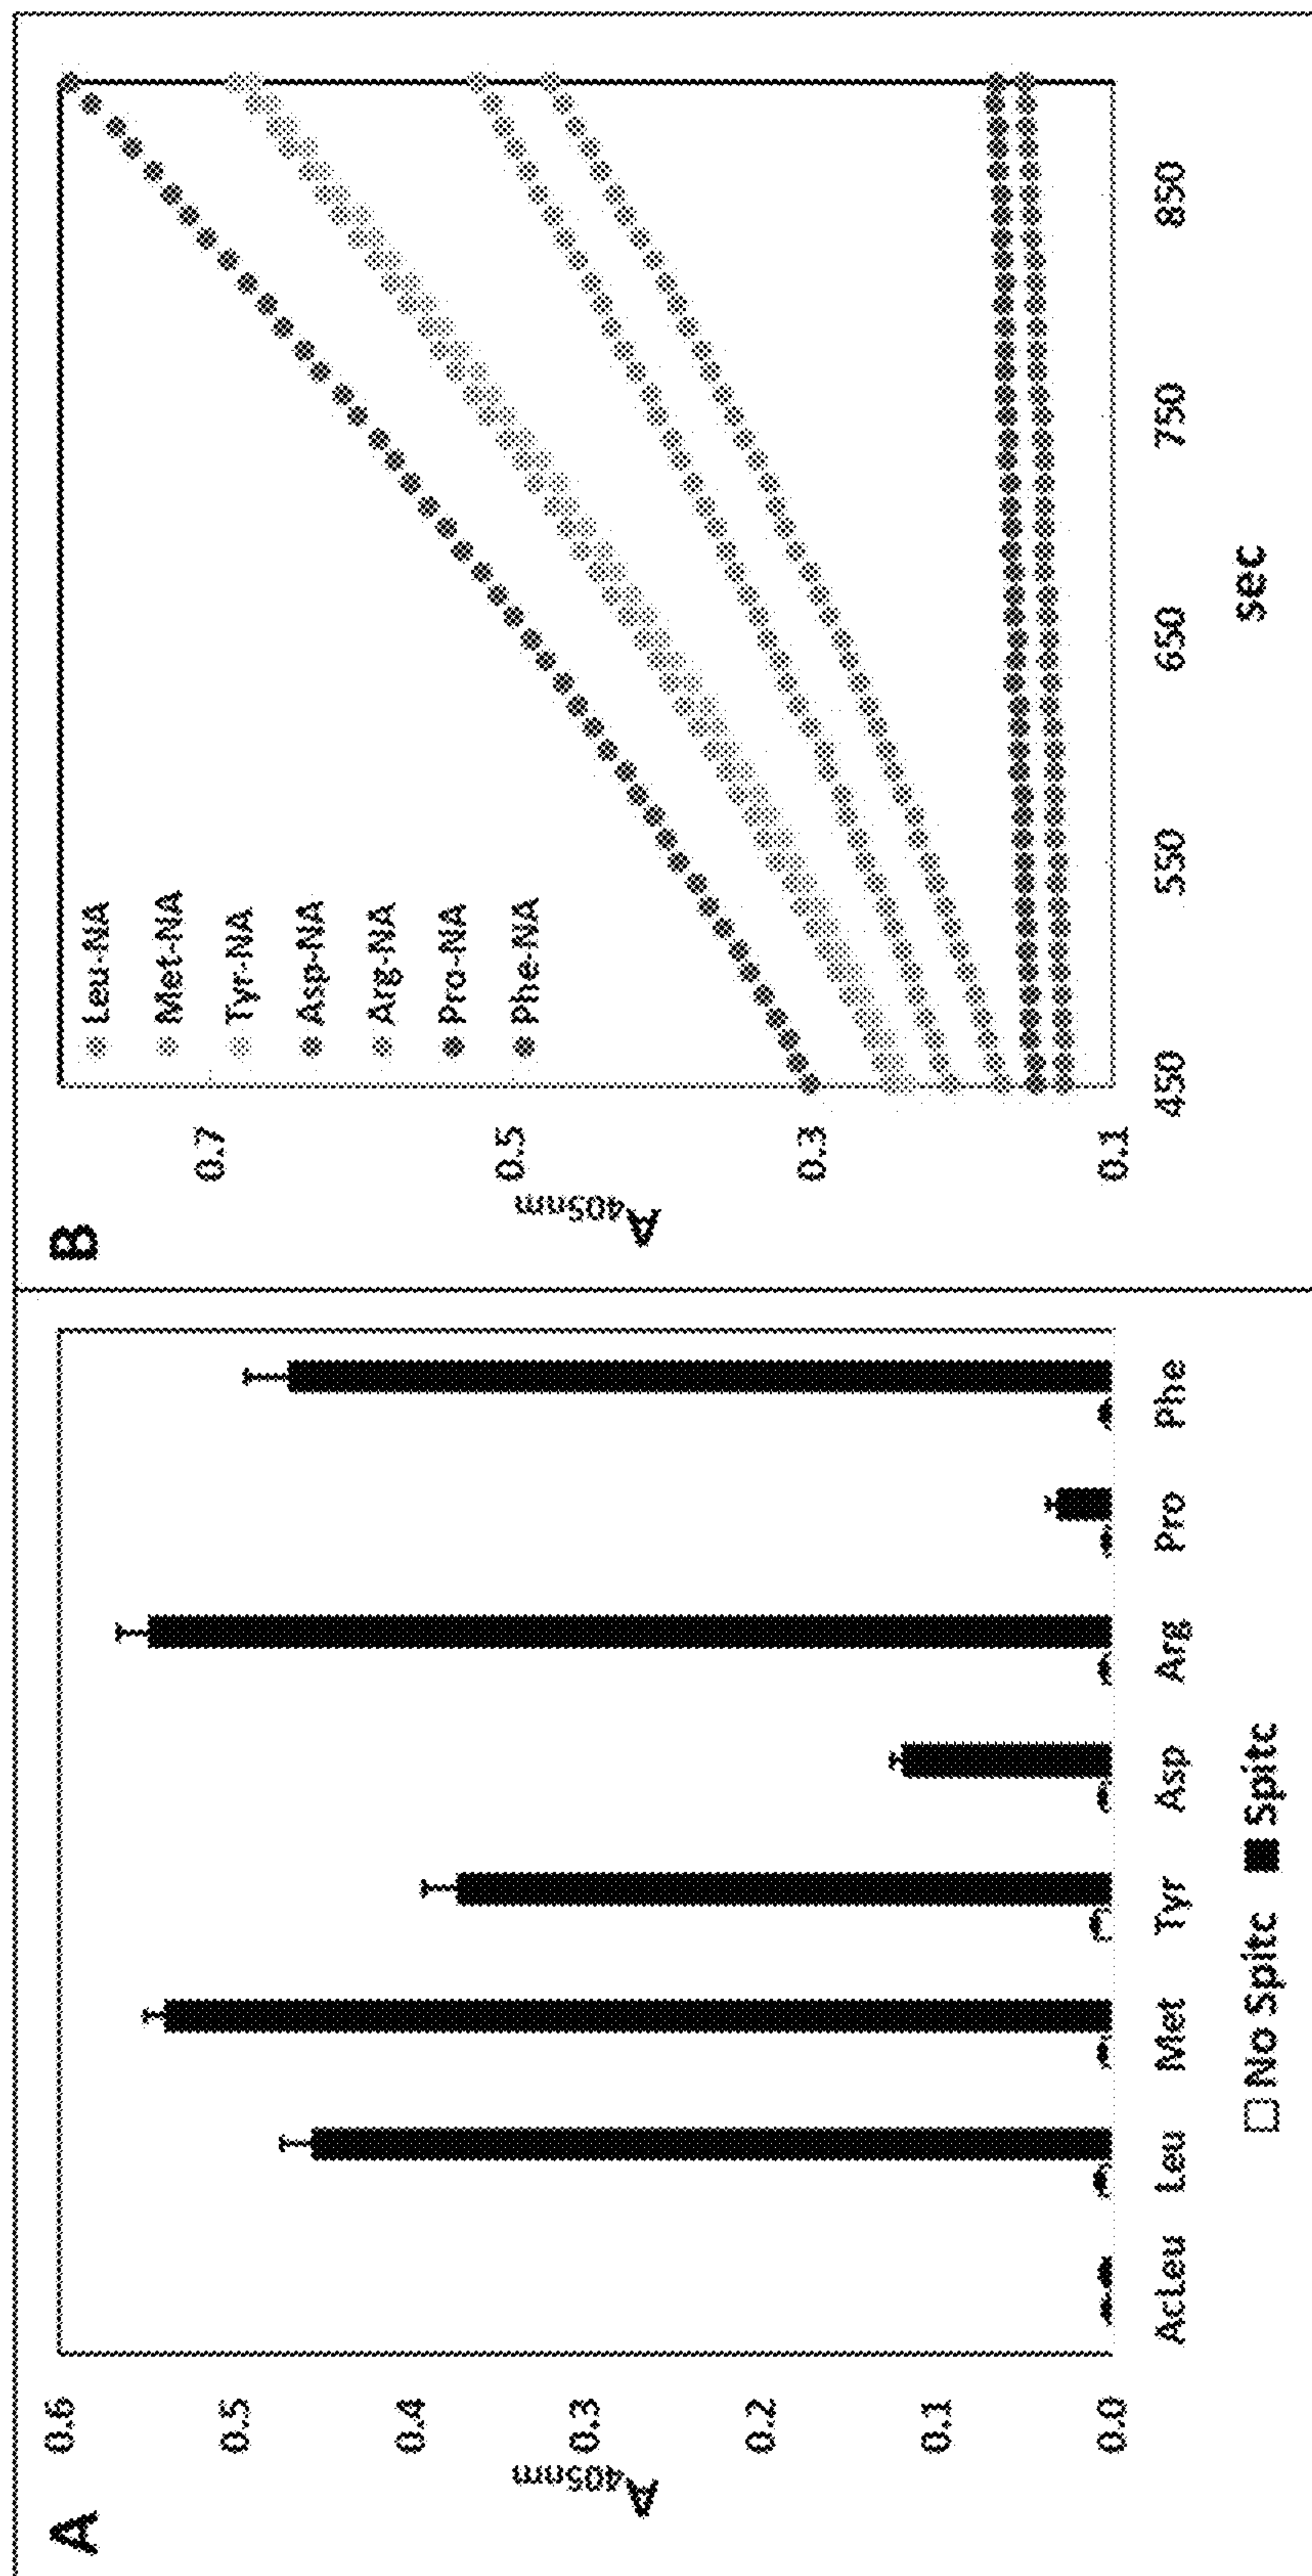 A
A405nm
0.6
0.5
0.4
0.3
0.2
0.1
0.0
AcLeu Leu Met Tyr Asp Arg Pro Phe
No Spitc Spitc
B
A405nm
0.7
0.5
0.3
0.1
Leu-NA
Met-NA
Tyr-NA
Asp-NA
Arg-NA
Pro-NA
Phe-NA
450 550 650 750 850
sec